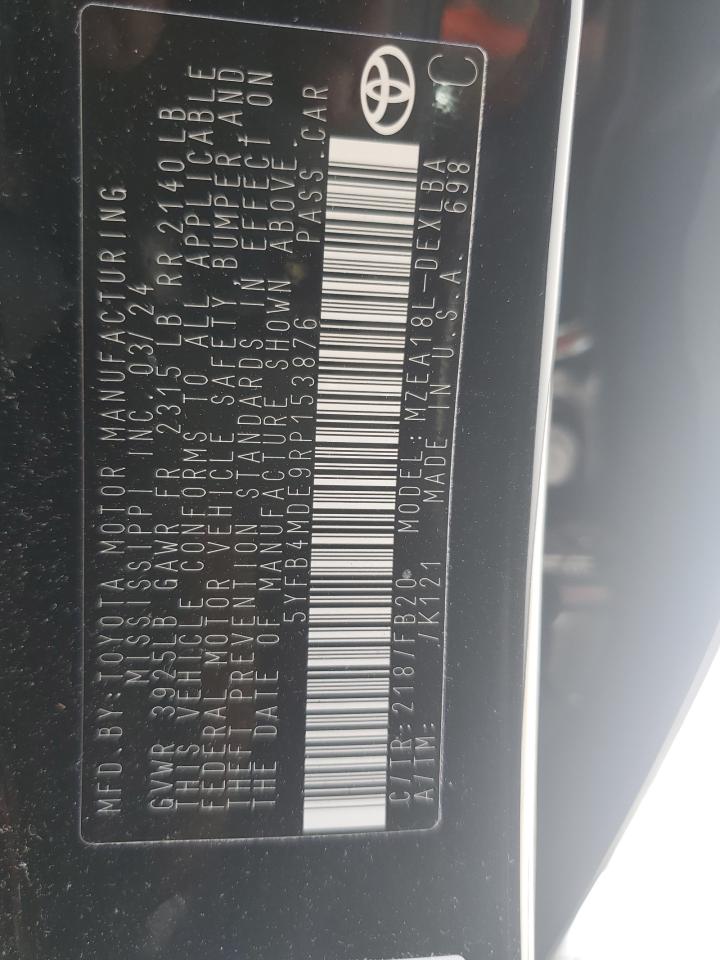 MFD.BY:TOYOTA MOTOR MANUFACTURING
MISSISSIPPI INC. 03/24
GVWR 3925LB GAWR FR 2315 LB RR 2140 LB
THIS VEHICLE CONFORMS TO ALL APPLICABLE
FEDERAL MOTOR VEHICLE SAFETY, BUMPER, AND
THEFT PREVENTION STANDARDS IN EFFECT ON
THE DATE OF MANUFACTURE SHOWN ABOVE.
5YFB4MDE9RP153876 PASS.CAR
C/TR:218/FB20 MODEL:MZEA18L-DEXLBA
A/TM: /K121 MADE IN U.S.A. 698
C